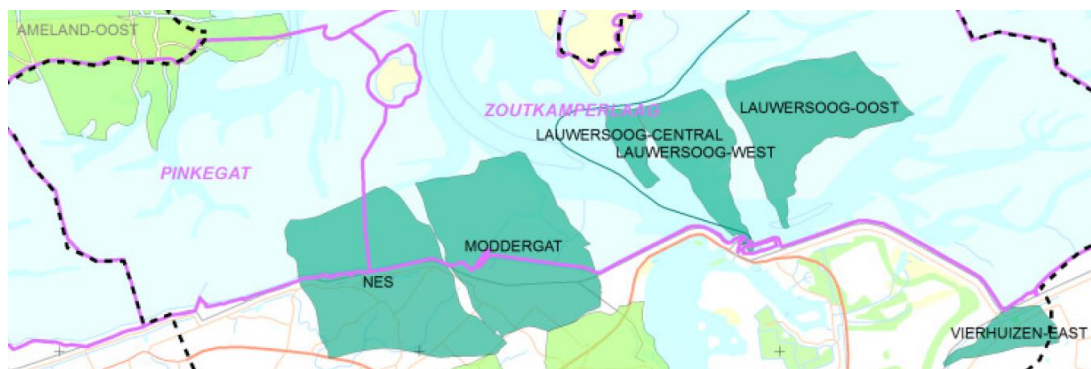 AMELAND-OOST
ZOUTKAMPERLAAG
LAUWERSOOG-OOST
LAUWERSOOG-CENTRAL
LAUWERSOOG-WEST
PINKEGAT
MODDERGAT
NES
VIERHUIZEN-EAST